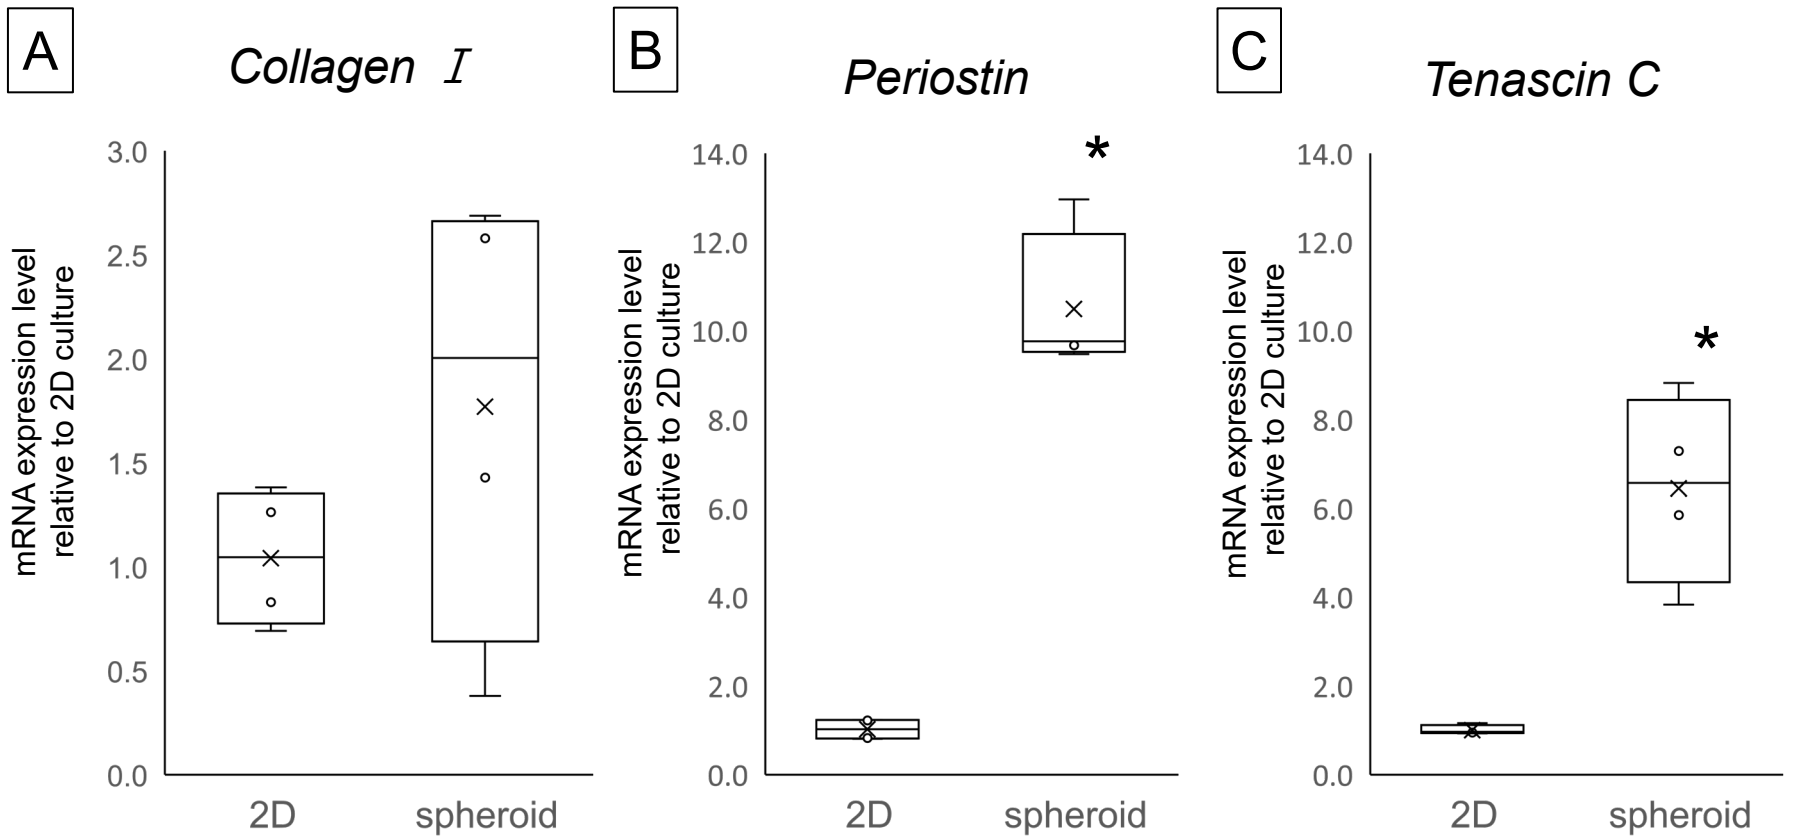 A
Collagen I
mRNA expression level
relative to 2D culture
3.0
2.5
2.0
1.5
1.0
0.5
0.0
2D spheroid
B
Periostin
mRNA expression level
relative to 2D culture
14.0
12.0
10.0
8.0
6.0
4.0
2.0
0.0
*
2D spheroid
C
Tenascin C
mRNA expression level
relative to 2D culture
14.0
12.0
10.0
8.0
6.0
4.0
2.0
0.0
*
2D spheroid